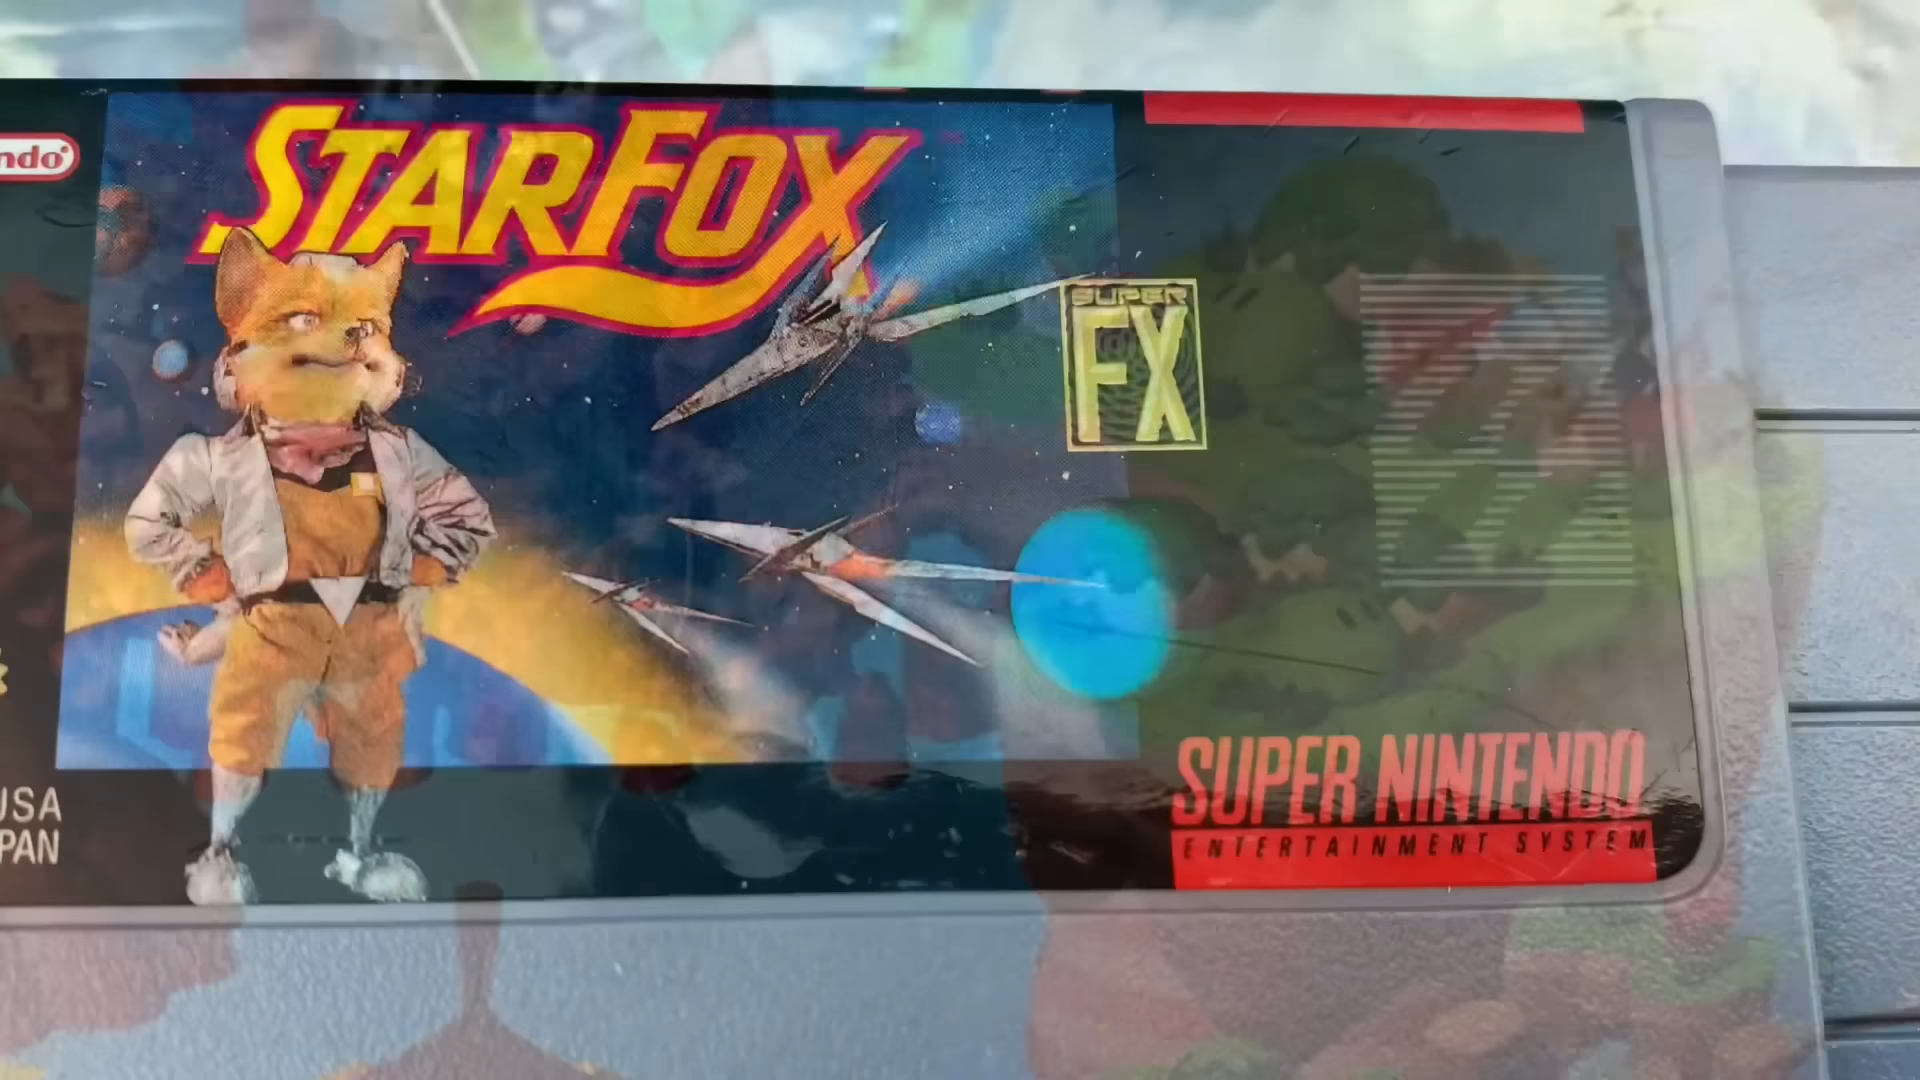 ndo®
STARFOX
SUPER
FX
USA
PAN
SUPER NINTENDO
ENTERTAINMENT SYSTEM